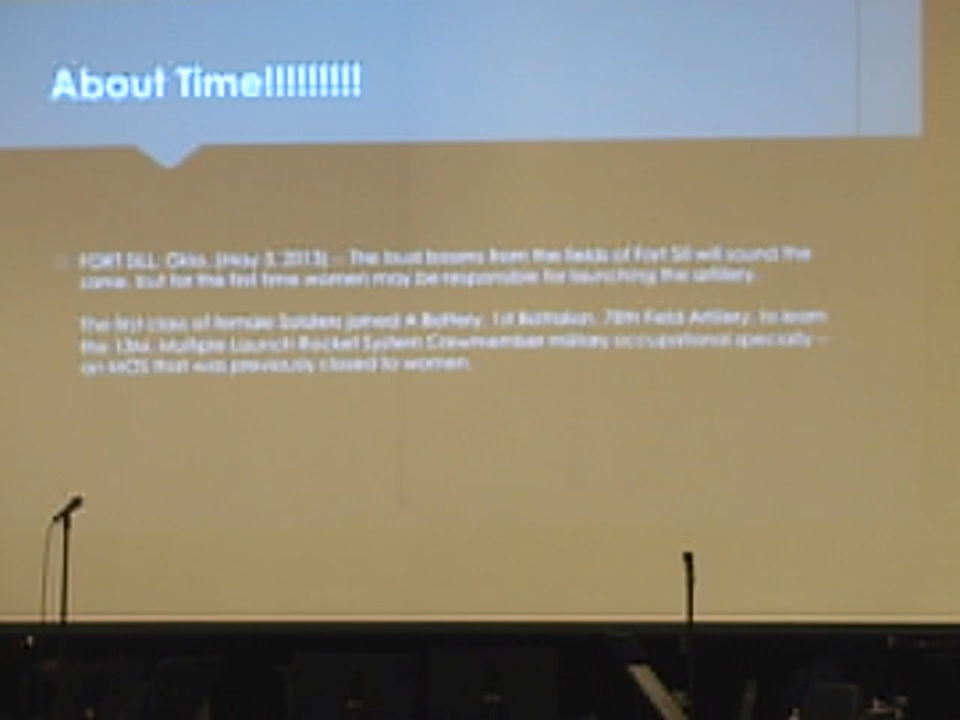 About Time!!!!!!!!!
FORT SILL, Okla. (May 3, 2013) -- The loud booms from the fields of Fort Sill will sound the
same, but for the first time women may be responsible for launching the artillery.
The first class of female Soldiers joined A Battery, 1st Battalion, 78th Field Artillery, to learn
the 13M, Multiple Launch Rocket System Crewmember military occupational specialty --
an MOS that was previously closed to women.